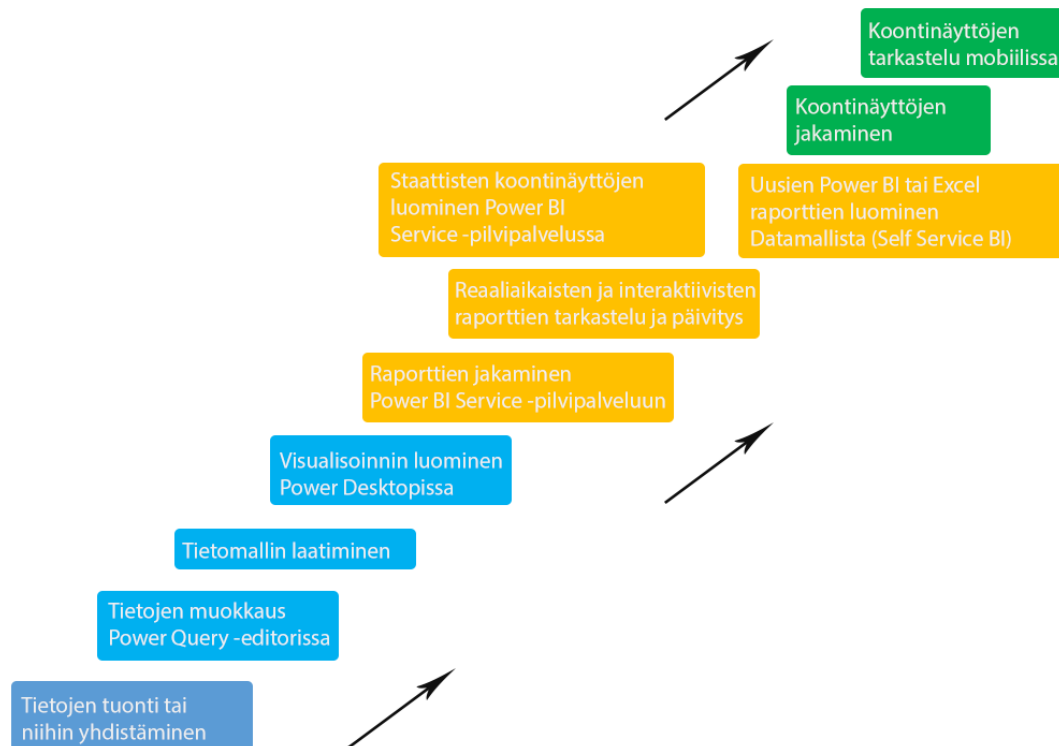 Koontinäyttöjen
tarkastelu mobiilissa
Koontinäyttöjen
jakaminen
Staattisten koontinäyttöjen
luominen Power BI
Service -pilvipalvelussa
Uusien Power BI tai Excel
raporttien luominen
Datamallista (Self Service BI)
Reaaliaikaisten ja interaktiivisten
raporttien tarkastelu ja päivitys
Raporttien jakaminen
Power BI Service -pilvipalveluun
Visualisoinnin luominen
Power Desktopissa
Tietomallin laatiminen
Tietojen muokkaus
Power Query -editorissa
Tietojen tuonti tai
niihin yhdistäminen